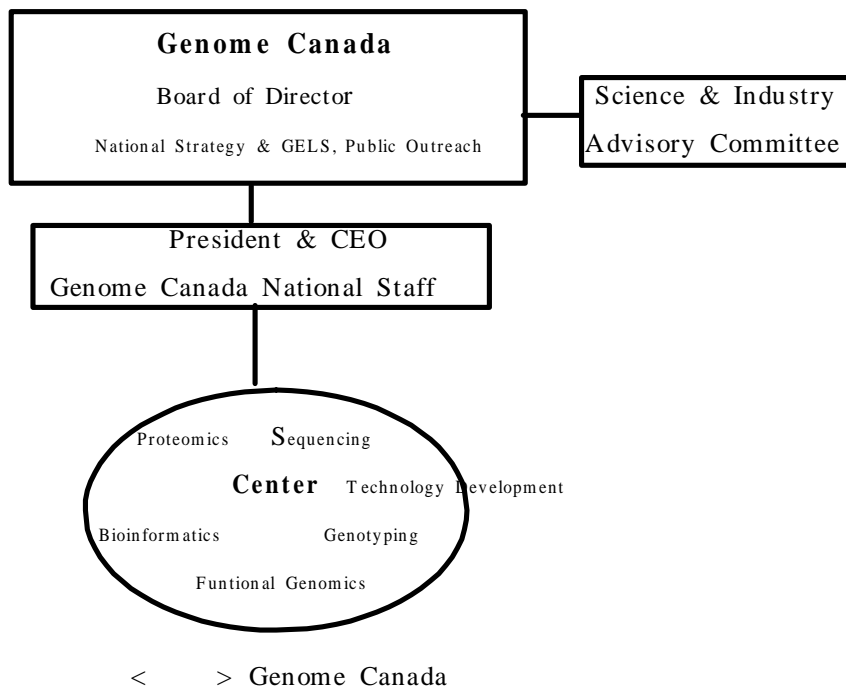 Genome Canada
Board of Director
National Strategy & GELS, Public Outreach
Science & Industry
Advisory Committee
President & CEO
Genome Canada National Staff
Proteomics Sequencing
Center Technology Development
Bioinformatics Genotyping
Funtional Genomics
< > Genome Canada